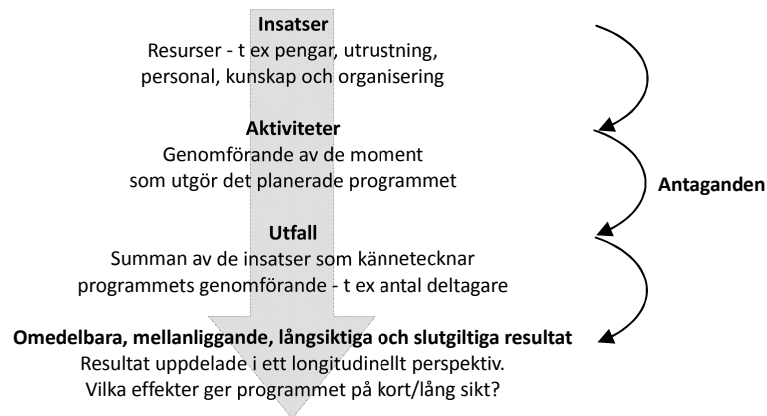 Insatser
Resurser - t ex pengar, utrustning,
personal, kunskap och organisering
Aktiviteter
Genomförande av de moment
som utgör det planerade programmet
Antaganden
Utfall
Summan av de insatser som kännetecknar
programmets genomförande - t ex antal deltagare
Omedelbara, mellanliggande, långsiktiga och slutgiltiga resultat
Resultat uppdelade i ett longitudinellt perspektiv.
Vilka effekter ger programmet på kort/lång sikt?